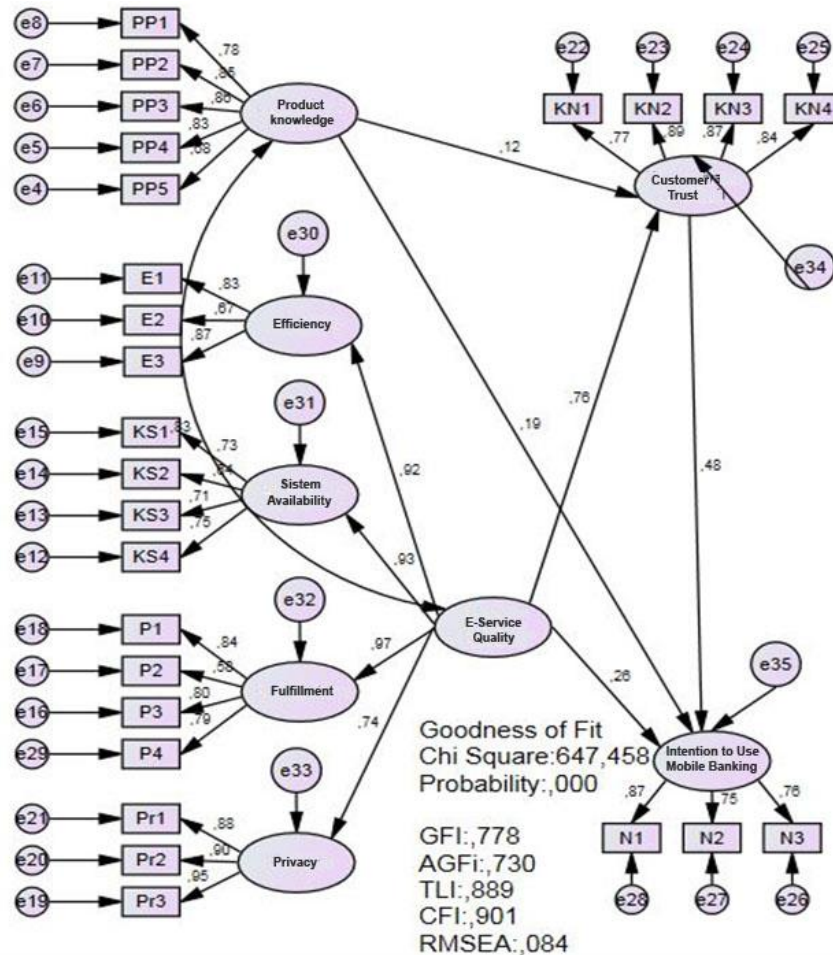 e8
PP1
,78
e7
PP2
,85
e6
PP3
,86
e5
PP4
,83
e4
PP5
,68
Product
knowledge
e22
e23
e24
e25
KN1
KN2
KN3
KN4
,77
,89
,87
,84
,12
Customer
Trust
e34
e30
e11
E1
,83
e10
E2
,67
e9
E3
,87
Efficiency
e31
e15
KS1
,83
,73
e14
KS2
e13
KS3
,71
e12
KS4
,75
Sistem
Availability
,92
,93
,19
,76
,48
e32
e18
P1
,84
e17
P2
,58
e16
P3
,80
e29
P4
,79
Fulfillment
,97
E-Service
Quality
,26
e35
,74
e33
e21
Pr1
,88
e20
Pr2
,90
e19
Pr3
,95
Privacy
Goodness of Fit
Chi Square:647,458
Probability:,000
GFI:,778
AGFi:,730
TLI:,889
CFI:,901
RMSEA:,084
Intention to Use
Mobile Banking
,87
,75
,76
N1
N2
N3
e28
e27
e26